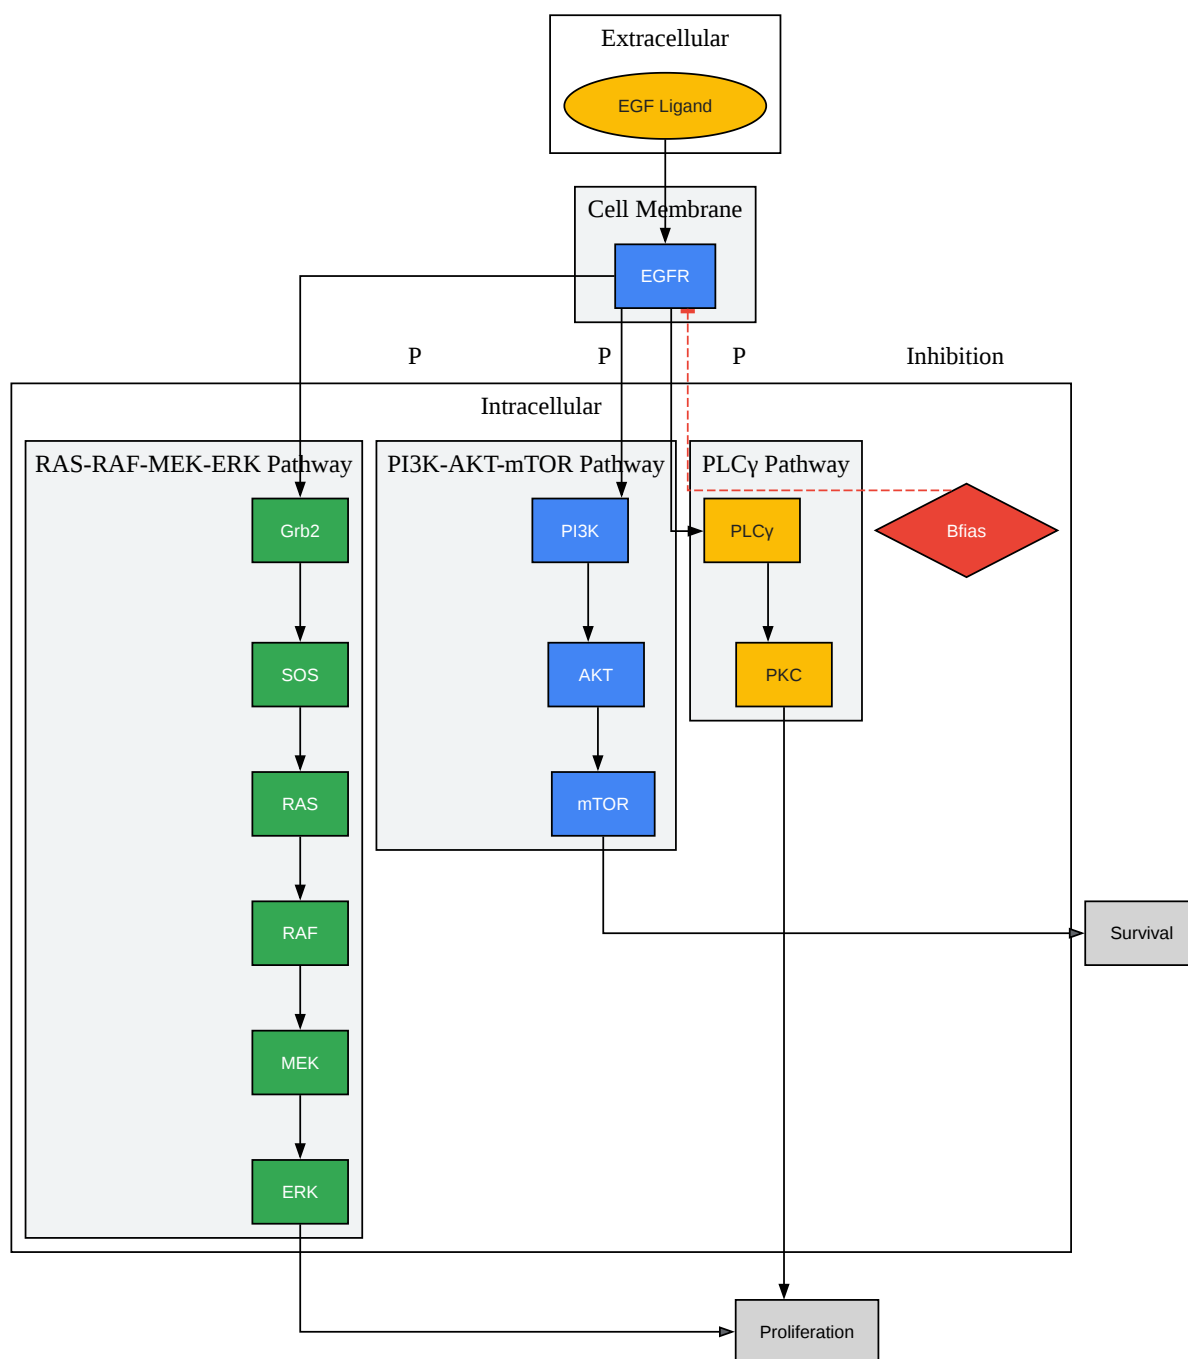 Extracellular
EGF Ligand
Cell Membrane
EGFR
P
P
P
Inhibition
Intracellular
RAS-RAF-MEK-ERK Pathway
PI3K-AKT-mTOR Pathway
PLCγ Pathway
Grb2
PI3K
PLCγ
Bfias
SOS
AKT
PKC
RAS
mTOR
RAF
Survival
MEK
ERK
Proliferation